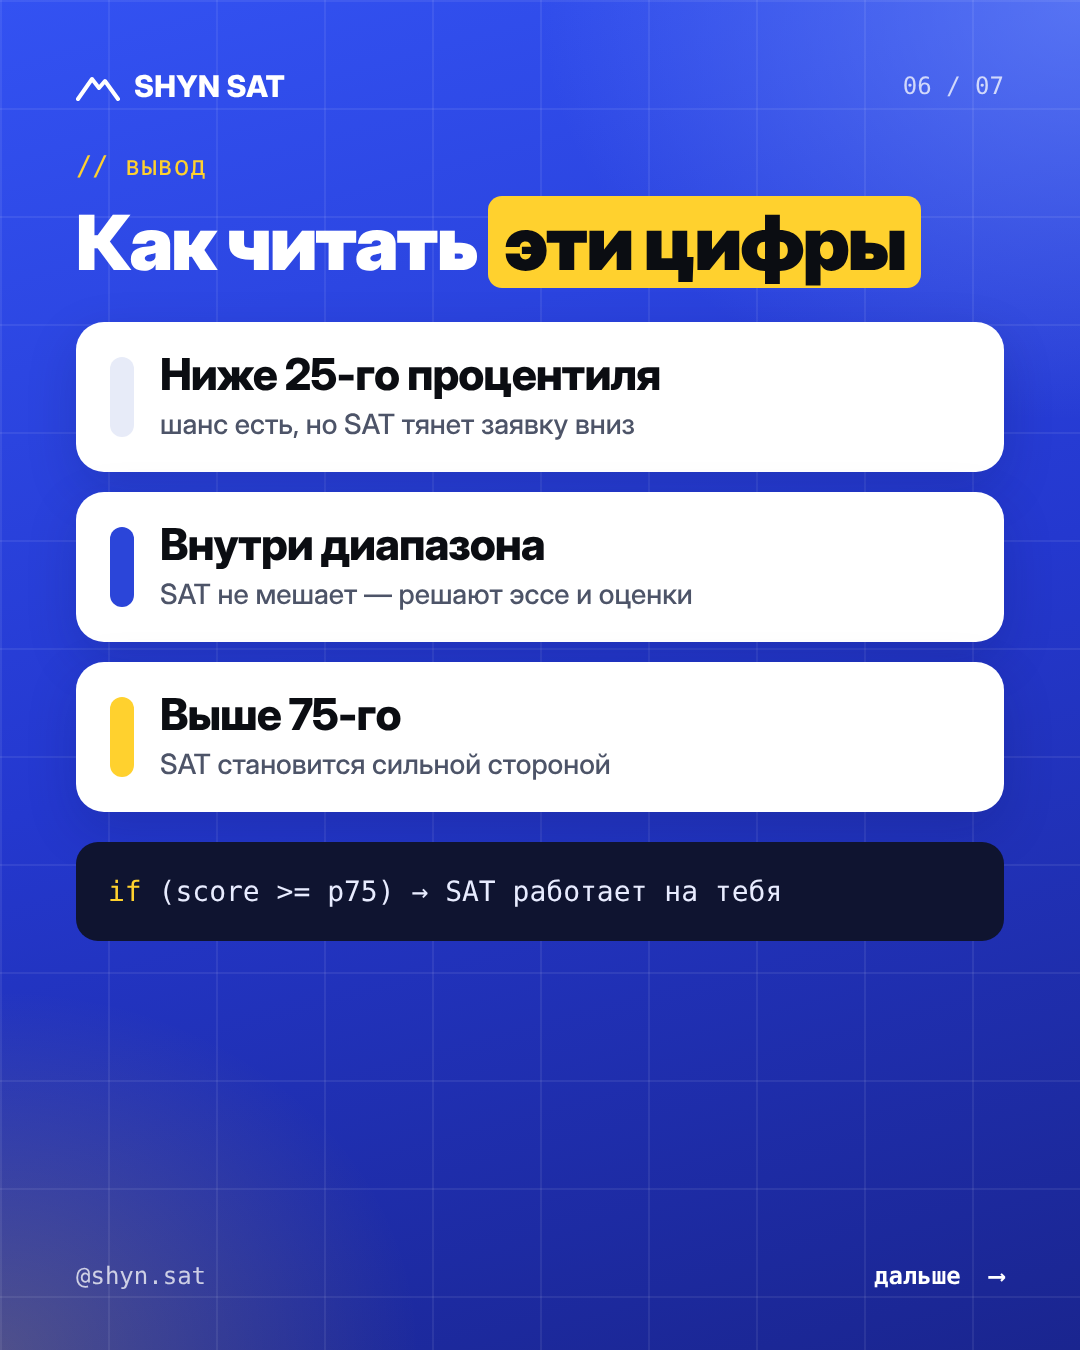 SHYN SAT
06 / 07
// вывод
Как читать эти цифры
Ниже 25-го процентиля
шанс есть, но SAT тянет заявку вниз
Внутри диапазона
SAT не мешает — решают эссе и оценки
Выше 75-го
SAT становится сильной стороной
if (score >= p75) → SAT работает на тебя
@shyn.sat
дальше →